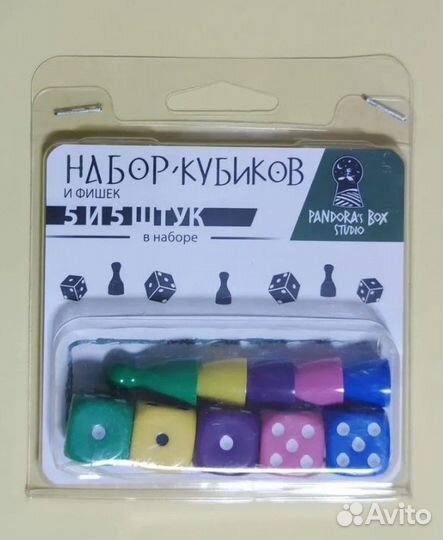 НАБОР КУБИКОВ
И ФИШЕК
5 И 5 ШТУК
в наборе
PANDORA'S BOX
STUDIO
Avito